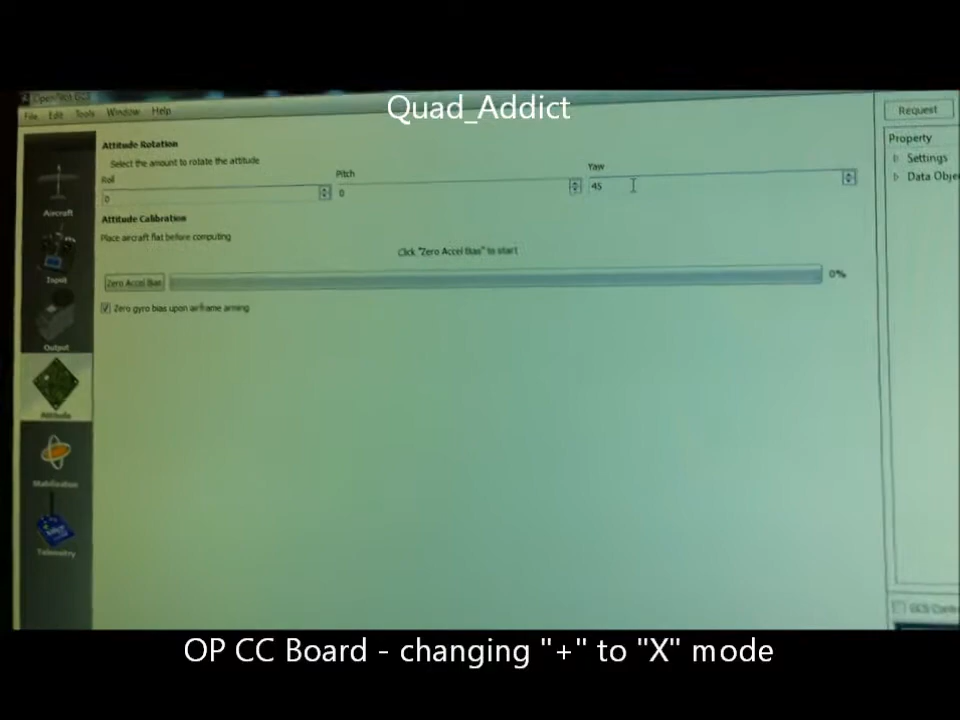 Quad_Addict
File Edit Tools Window Help
Request
Attitude Rotation
Property
Select the amount to rotate the attitude
Settings
Roll
Pitch
Yaw
0
0
45
Aircraft
Attitude Calibration
Place aircraft flat before computing
Click "Zero Accel Bias" to start
Input
Zero Accel Bias
0%
Zero gyro bias upon airframe arming
Output
Attitude
Stabilization
Telemetry
OP CC Board - changing "+" to "X" mode